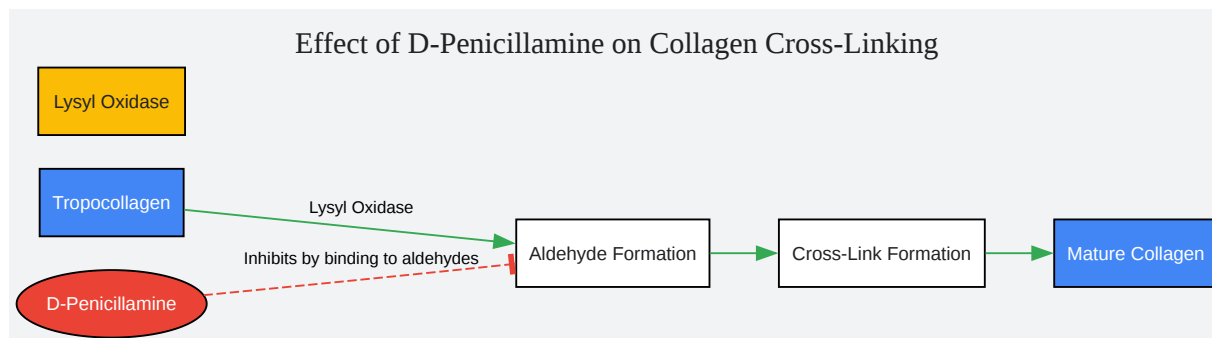 Effect of D-Penicillamine on Collagen Cross-Linking
Lysyl Oxidase
Tropocollagen
Lysyl Oxidase
Inhibits by binding to aldehydes
D-Penicillamine
Aldehyde Formation
Cross-Link Formation
Mature Collagen